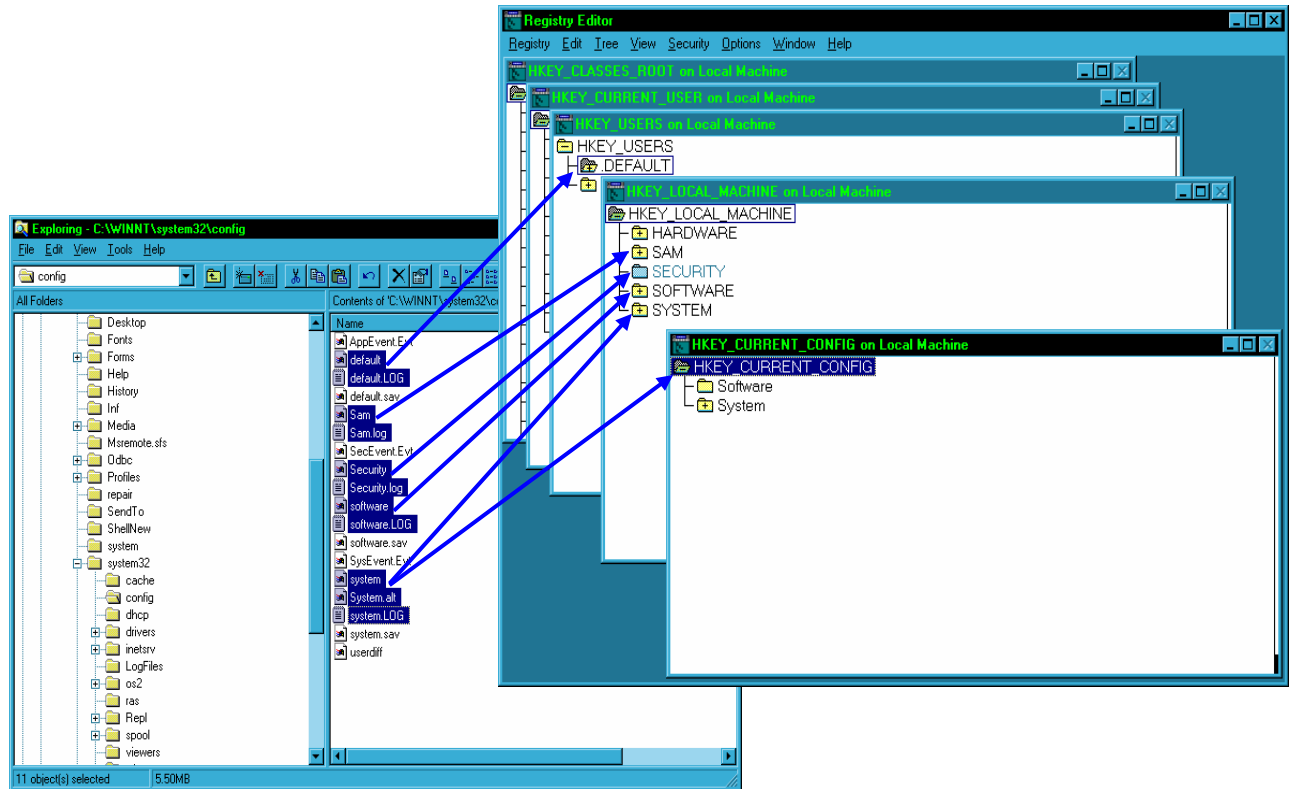 Registry Editor
Registry Edit Tree View Security Options Window Help
HKEY_CLASSES_ROOT on Local Machine
HKEY_CURRENT_USER on Local Machine
HKEY_USERS on Local Machine
HKEY_USERS
.DEFAULT
HKEY_LOCAL_MACHINE on Local Machine
HKEY_LOCAL_MACHINE
HARDWARE
SAM
SECURITY
SOFTWARE
SYSTEM
HKEY_CURRENT_CONFIG on Local Machine
HKEY_CURRENT_CONFIG
Software
System
Exploring - C:\WINNT\system32\config
File Edit View Tools Help
config
All Folders
Contents of 'C:\WINNT\system32\co
Desktop
Fonts
Forms
Help
History
Inf
Media
Msremote.sfs
Odbc
Profiles
repair
SendTo
ShellNew
system
system32
cache
config
dhcp
drivers
inetsrv
LogFiles
os2
ras
Repl
spool
viewers
Name
AppEvent.Evt
default
default.LOG
default.sav
Sam
Sam.log
SecEvent.Evt
Security
Security.log
software
software.LOG
software.sav
SysEvent.Evt
system
System.alt
system.LOG
system.sav
userdiff
11 object(s) selected
5.50MB